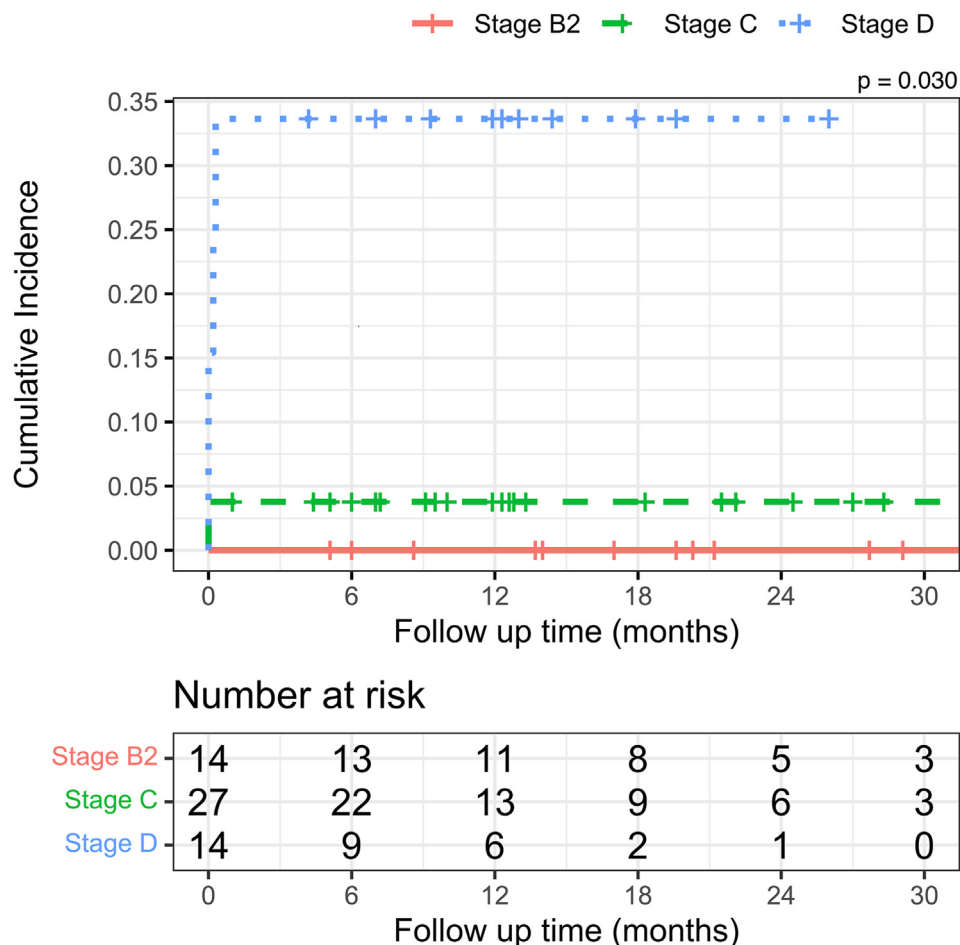 Stage B2 Stage C Stage D
p = 0.030
Cumulative Incidence
0.35
0.30
0.25
0.20
0.15
0.10
0.05
0.00
0 6 12 18 24 30
Follow up time (months)
Number at risk
Stage B2 14 13 11 8 5 3
Stage C 27 22 13 9 6 3
Stage D 14 9 6 2 1 0
0 6 12 18 24 30
Follow up time (months)